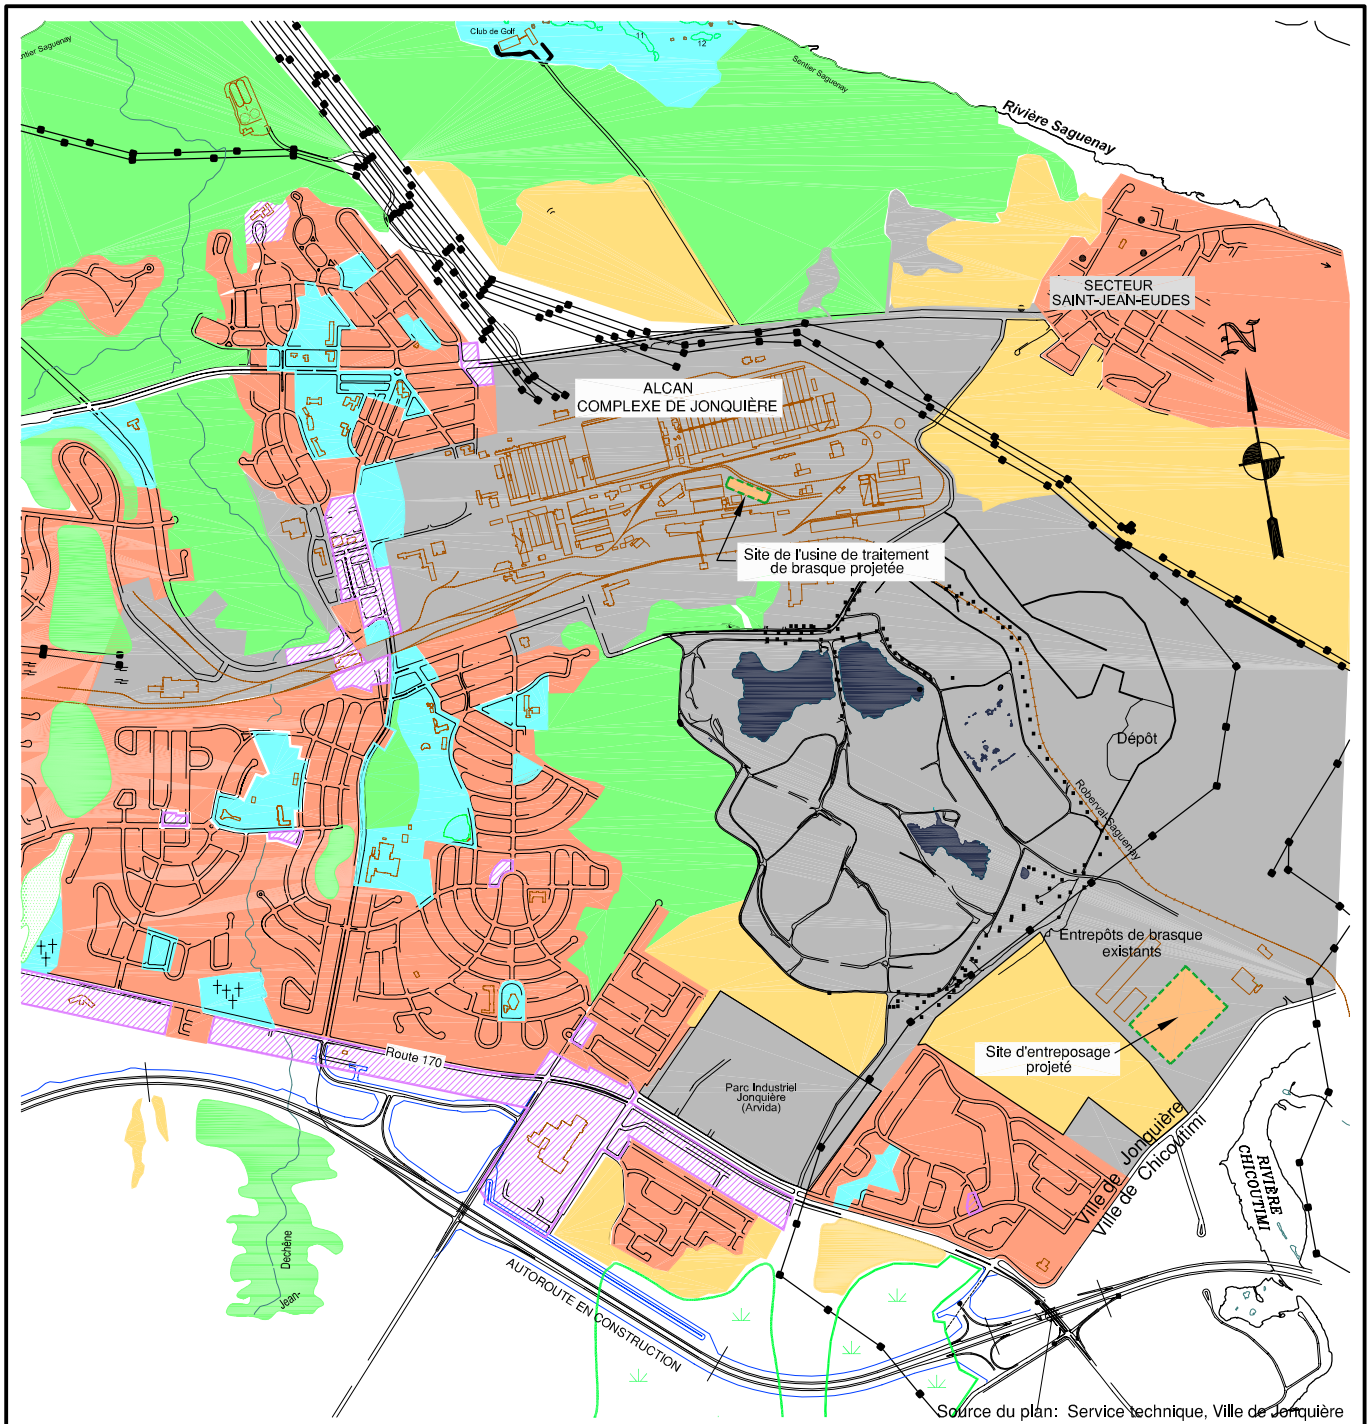 Sentier Saguenay
Club de Golf
11
12
Sentier Saguenay
Rivière Saguenay
SECTEUR
SAINT-JEAN-EUDES
N
ALCAN
COMPLEXE DE JONQUIÈRE
Site de l'usine de traitement
de brasque projetée
Dépôt
Roberval-Saguenay
Entrepôts de brasque
existants
Site d'entreposage
projeté
Parc Industriel
Jonquière
(Arvida)
Route 170
Ville de Jonquière
Ville de Chicoutimi
RIVIÈRE
CHICOUTIMI
Jean-
Dechêne
AUTOROUTE EN CONSTRUCTION
Source du plan: Service technique, Ville de Jonquière